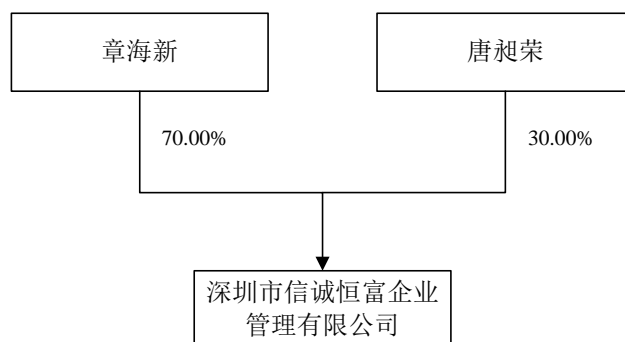 章海新
唐昶荣
70.00%
30.00%
深圳市信诚恒富企业
管理有限公司